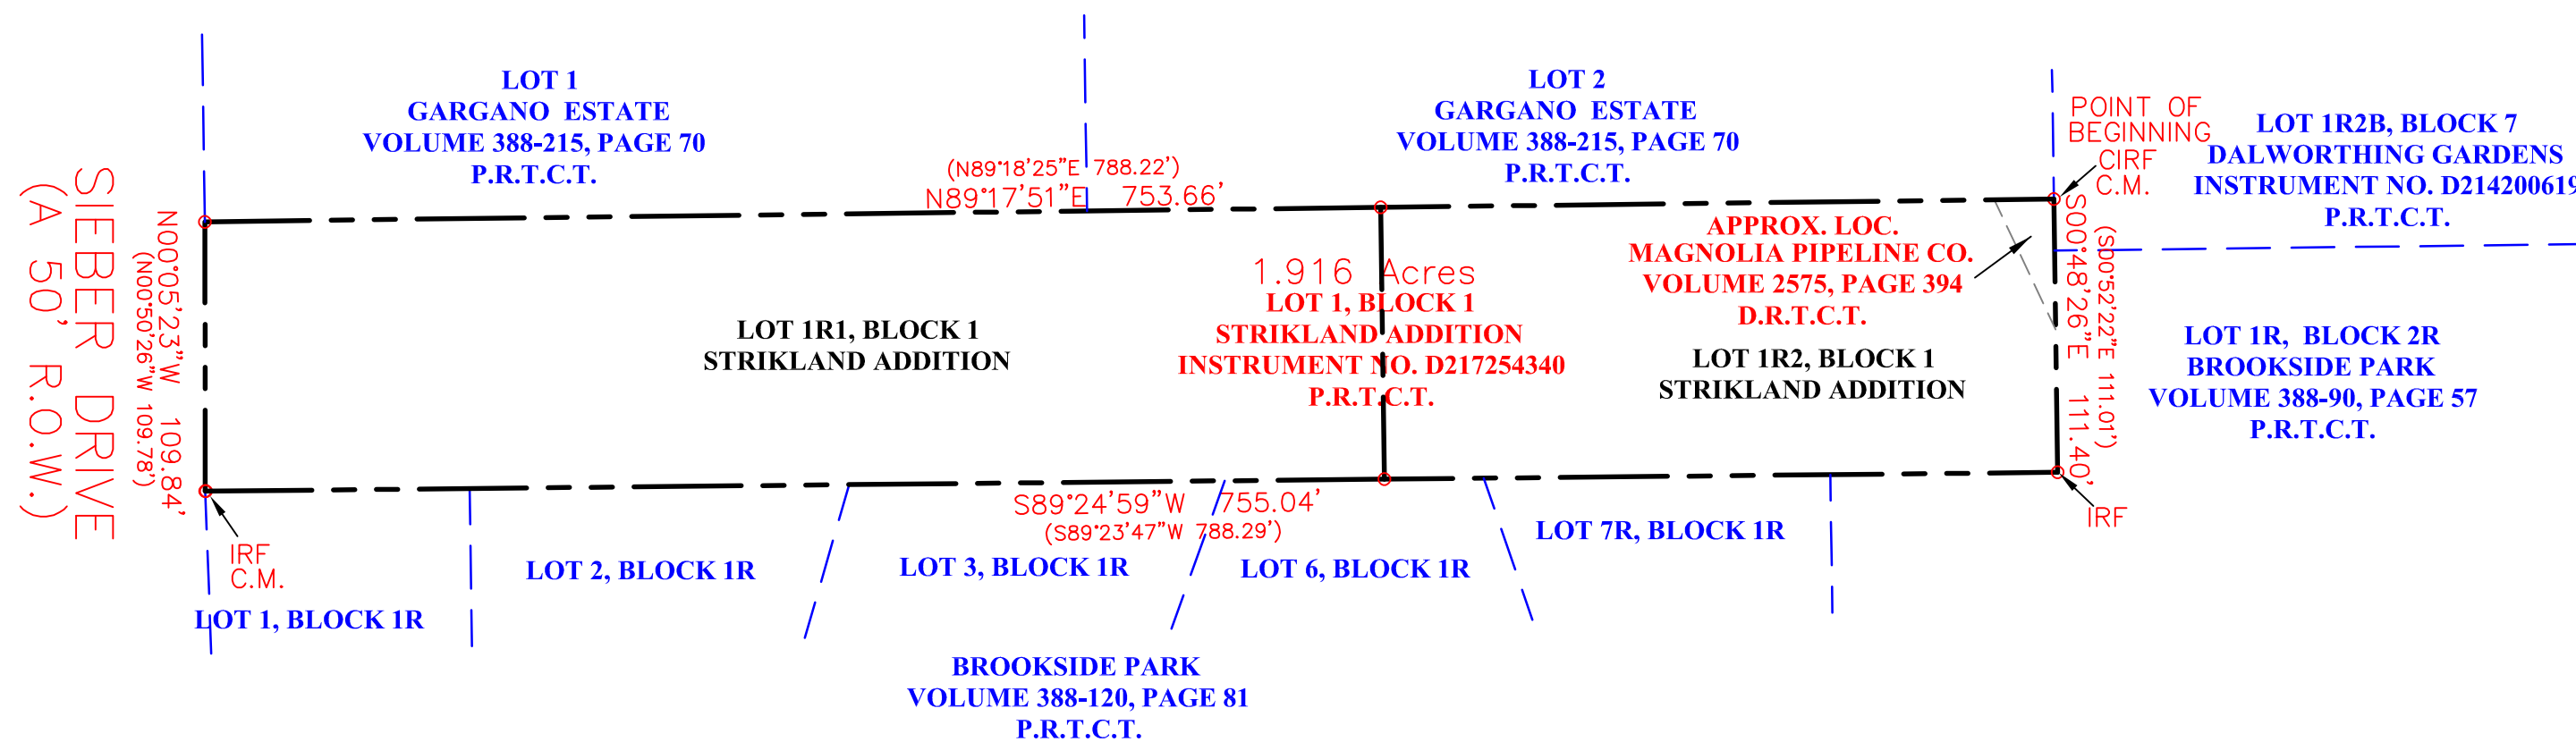 LOT 1
GARGANO ESTATE
VOLUME 388-215, PAGE 70
P.R.T.C.T.
LOT 2
GARGANO ESTATE
VOLUME 388-215, PAGE 70
P.R.T.C.T.
POINT OF
BEGINNING
CIRF
C.M.
LOT 1R2B, BLOCK 7
DALWORTHING GARDENS
INSTRUMENT NO. D214200619
P.R.T.C.T.
(N89°18'25"E 788.22')
N89°17'51"E 753.66'
SIEBER DRIVE
(A 50' R.O.W.)
N00°05'23"W 109.84'
(N00°50'26"W 109.78')
LOT 1R1, BLOCK 1
STRIKLAND ADDITION
1.916 Acres
LOT 1, BLOCK 1
STRIKLAND ADDITION
INSTRUMENT NO. D217254340
P.R.T.C.T.
APPROX. LOC.
MAGNOLIA PIPELINE CO.
VOLUME 2575, PAGE 394
D.R.T.C.T.
LOT 1R2, BLOCK 1
STRIKLAND ADDITION
(S00°52'22"E 111.01')
S00°48'26"E 111.40'
LOT 1R, BLOCK 2R
BROOKSIDE PARK
VOLUME 388-90, PAGE 57
P.R.T.C.T.
S89°24'59"W 755.04'
(S89°23'47"W 788.29')
IRF
IRF
C.M.
LOT 1, BLOCK 1R
LOT 2, BLOCK 1R
LOT 3, BLOCK 1R
LOT 6, BLOCK 1R
LOT 7R, BLOCK 1R
BROOKSIDE PARK
VOLUME 388-120, PAGE 81
P.R.T.C.T.